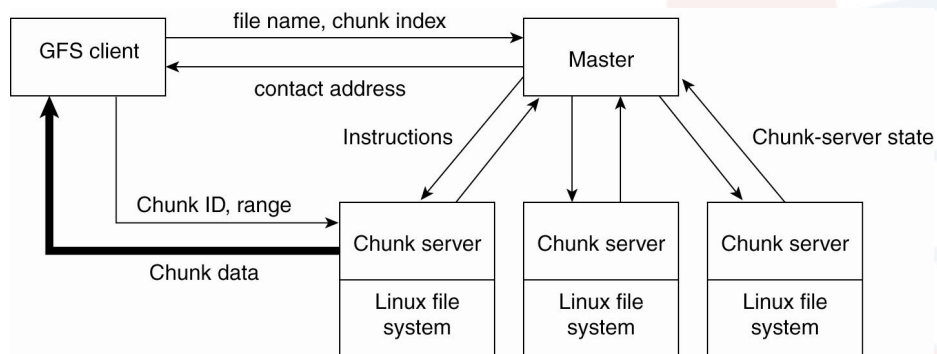 file name, chunk index
GFS client
Master
contact address
Instructions
Chunk-server state
Chunk ID, range
Chunk server
Chunk server
Chunk server
Chunk data
Linux file
system
Linux file
system
Linux file
system